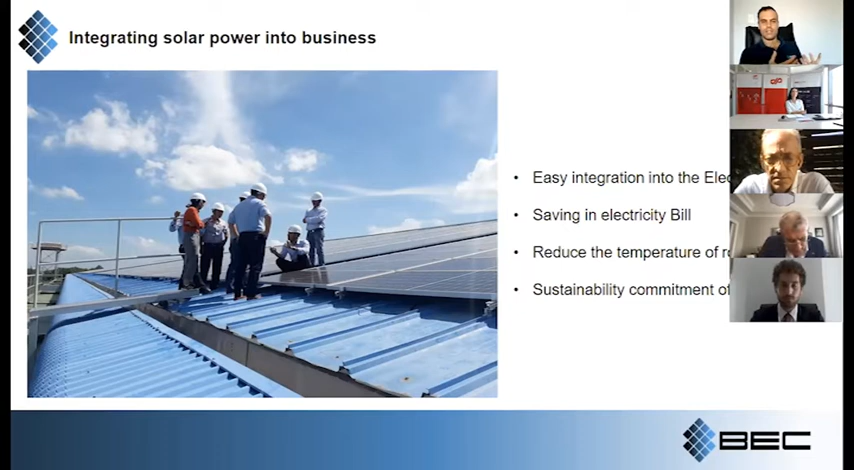 Integrating solar power into business
Easy integration into the
Saving in electricity Bill
Reduce the temperature of
Sustainability commitment
BEC